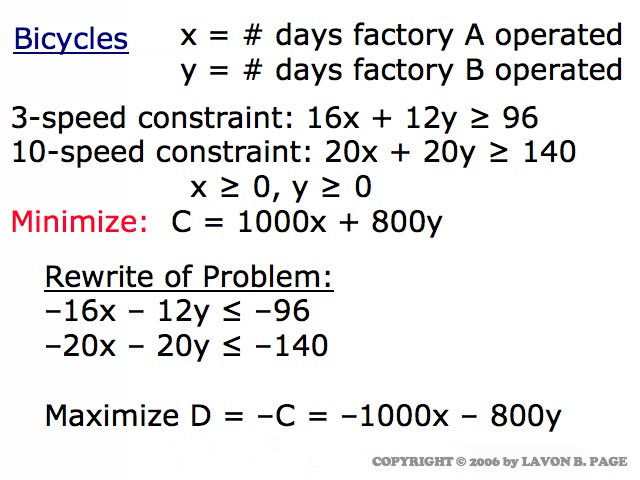 Bicycles
x = # days factory A operated
y = # days factory B operated
3-speed constraint: 16x + 12y ≥ 96
10-speed constraint: 20x + 20y ≥ 140
x ≥ 0, y ≥ 0
Minimize: C = 1000x + 800y
Rewrite of Problem:
–16x – 12y ≤ –96
–20x – 20y ≤ –140
Maximize D = –C = –1000x – 800y
COPYRIGHT © 2006 by LAVON B. PAGE